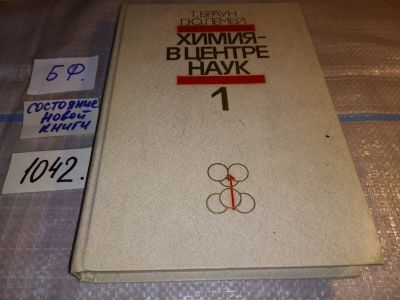 Т. БРАУН
Г.Ю. ЛЕМЕЙ
ХИМИЯ-
В ЦЕНТРЕ
НАУК
1
БФ.
состояние
новой
книги
1042.